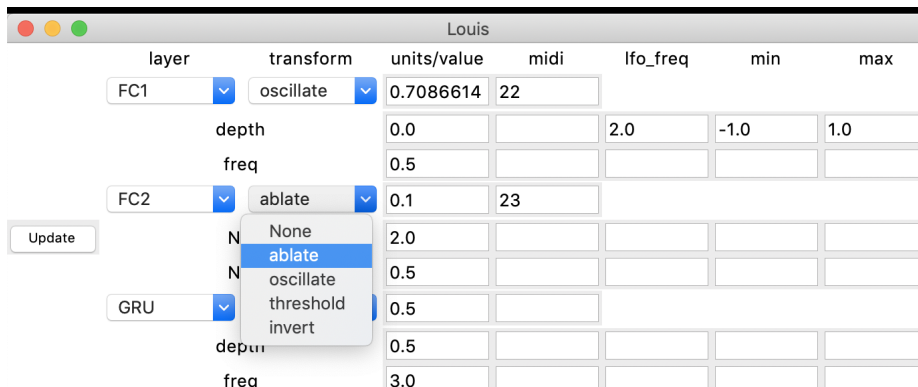 Louis
layer transform units/value midi lfo_freq min max
FC1 oscillate 0.7086614 22
depth 0.0 2.0 -1.0 1.0
freq 0.5
FC2 ablate 0.1 23
Update N 2.0
None
ablate
oscillate
threshold
invert
N 0.5
GRU 0.5
depth 0.5
freq 3.0